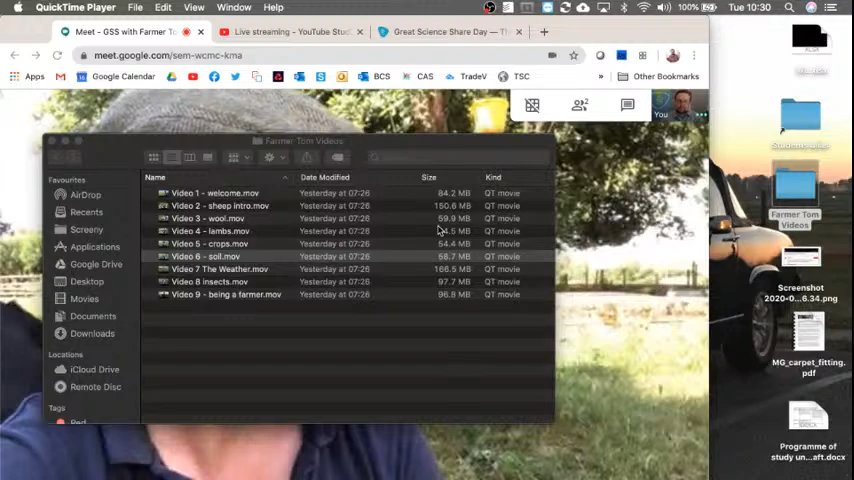 QuickTime Player File Edit View Window Help 100% Tue 10:30
Meet - GSS with Farmer To Live streaming - YouTube Stud Great Science Share Day — Th
meet.google.com/sem-wcmc-kma
Apps Google Calendar BCS CAS TradeV TSC » Other Bookmarks
2
You
Farmer Tom Videos
Favourites
AirDrop
Recents
Screeny
Applications
Google Drive
Desktop
Movies
Documents
Downloads
Locations
iCloud Drive
Remote Disc
Tags
Red
Name Date Modified Size Kind
Video 1 - welcome.mov Yesterday at 07:26 84.2 MB QT movie
Video 2 - sheep intro.mov Yesterday at 07:26 150.6 MB QT movie
Video 3 - wool.mov Yesterday at 07:26 59.9 MB QT movie
Video 4 - lambs.mov Yesterday at 07:26 MB QT movie
Video 5 - crops.mov Yesterday at 07:26 54.4 MB QT movie
Video 6 - soil.mov Yesterday at 07:26 68.7 MB QT movie
Video 7 The Weather.mov Yesterday at 07:26 166.5 MB QT movie
Video 8 insects.mov Yesterday at 07:26 97.7 MB QT movie
Video 9 - being a farmer.mov Yesterday at 07:26 96.8 MB QT movie
XLSX
Farmer Tom
Videos
Screenshot
2020-0...6.34.png
MG_carpet_fitting.
pdf
DOCX
Programme of
study un...aft.docx